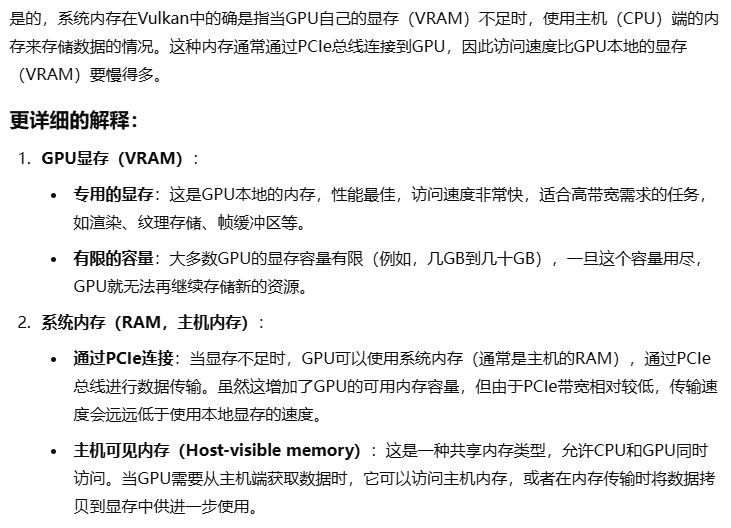 是的，系统内存在Vulkan中的确是指当GPU自己的显存（VRAM）不足时，使用主机（CPU）端的内
存来存储数据的情况。这种内存通常通过PCIe总线连接到GPU，因此访问速度比GPU本地的显存
（VRAM）要慢得多。
更详细的解释：
1. GPU显存（VRAM）：
• 专用的显存：这是GPU本地的内存，性能最佳，访问速度非常快，适合高带宽需求的任务，
如渲染、纹理存储、帧缓冲区等。
• 有限的容量：大多数GPU的显存容量有限（例如，几GB到几十GB），一旦这个容量用尽，
GPU就无法再继续存储新的资源。
2. 系统内存（RAM，主机内存）：
• 通过PCIe连接：当显存不足时，GPU可以使用系统内存（通常是主机的RAM），通过PCIe
总线进行数据传输。虽然这增加了GPU的可用内存容量，但由于PCIe带宽相对较低，传输速
度会远远低于使用本地显存的速度。
• 主机可见内存（Host-visible memory）：这是一种共享内存类型，允许CPU和GPU同时
访问。当GPU需要从主机端获取数据时，它可以访问主机内存，或者在内存传输时将数据拷
贝到显存中供进一步使用。